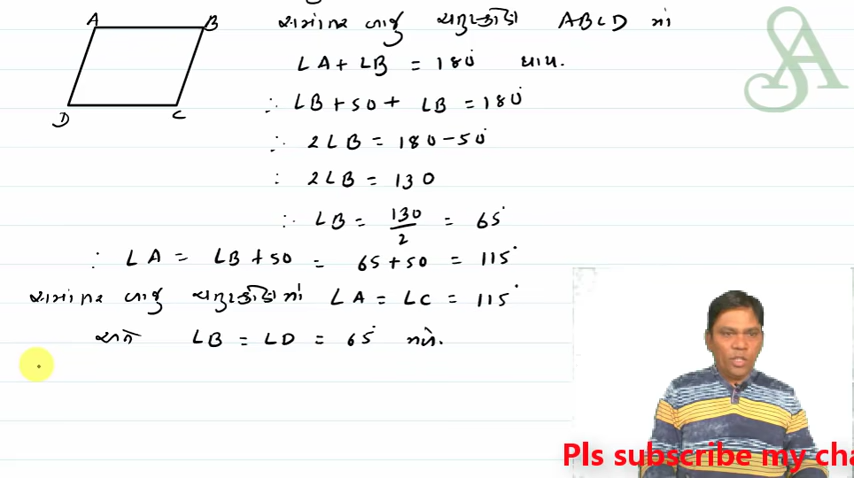 A B
D C
સમાંતર બાજુ ચતુષ્કોણ ABCD માં
∠A + ∠B = 180° થાય.
∴ ∠B + 50 + ∠B = 180°
∴ 2∠B = 180 - 50°
: 2∠B = 130
∴ ∠B = 130/2 = 65°
∴ ∠A = ∠B + 50 = 65 + 50 = 115°
સમાંતર બાજુ ચતુષ્કોણમાં ∠A = ∠C = 115°
અને ∠B = ∠D = 65° મળે.
SA
Pls subscribe my cha